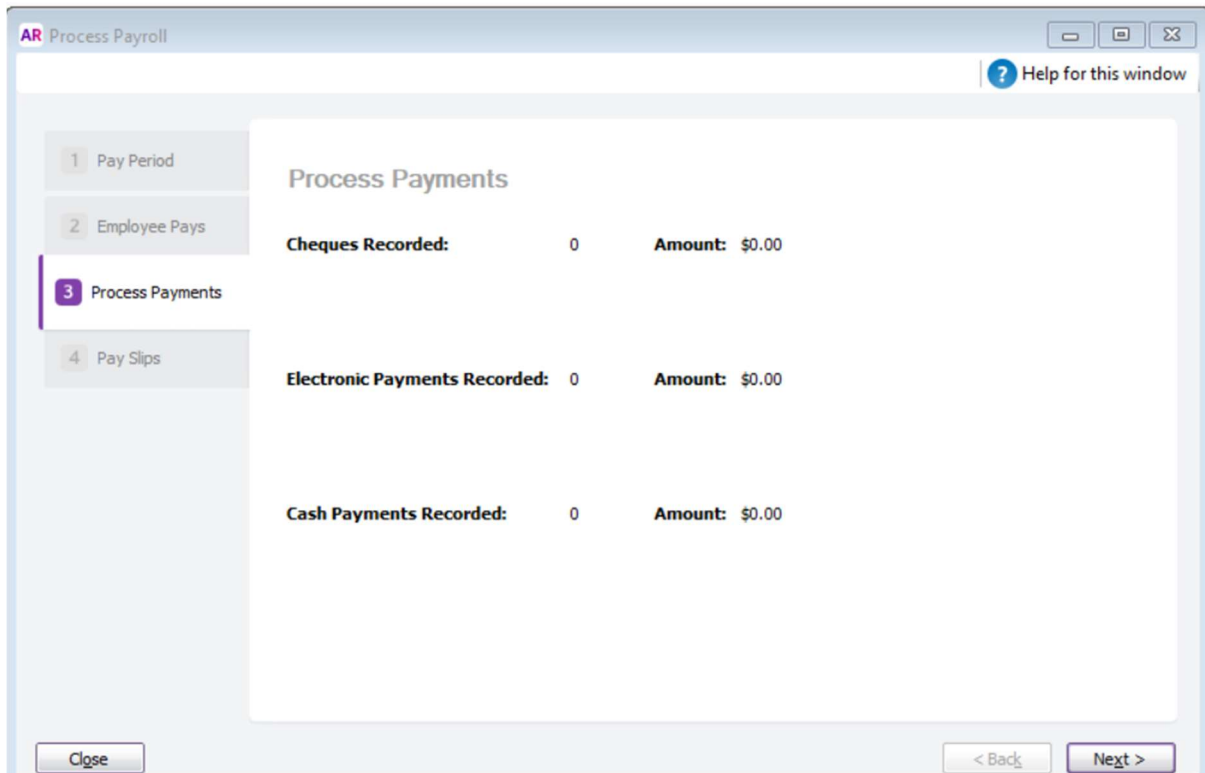 AR Process Payroll
? Help for this window
1 Pay Period
2 Employee Pays
3 Process Payments
4 Pay Slips
Process Payments
Cheques Recorded: 0 Amount: $0.00
Electronic Payments Recorded: 0 Amount: $0.00
Cash Payments Recorded: 0 Amount: $0.00
Close
< Back
Next >